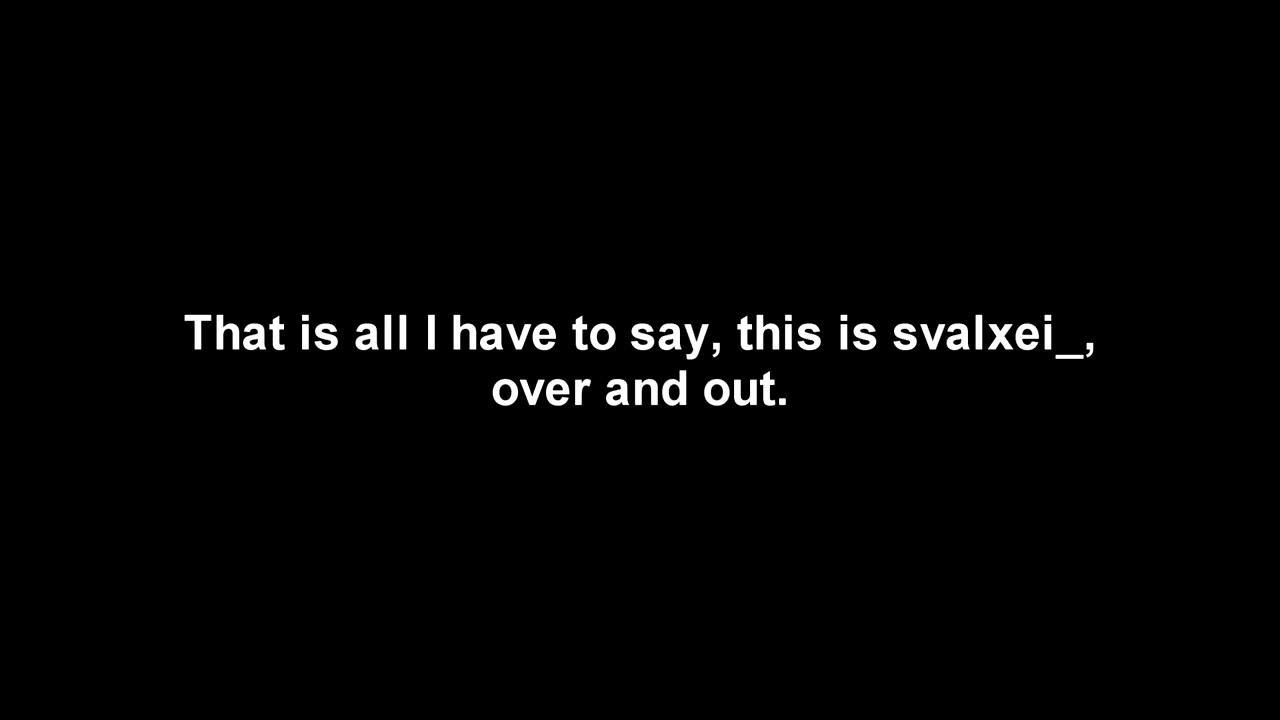 That is all I have to say, this is svalxei_,
over and out.